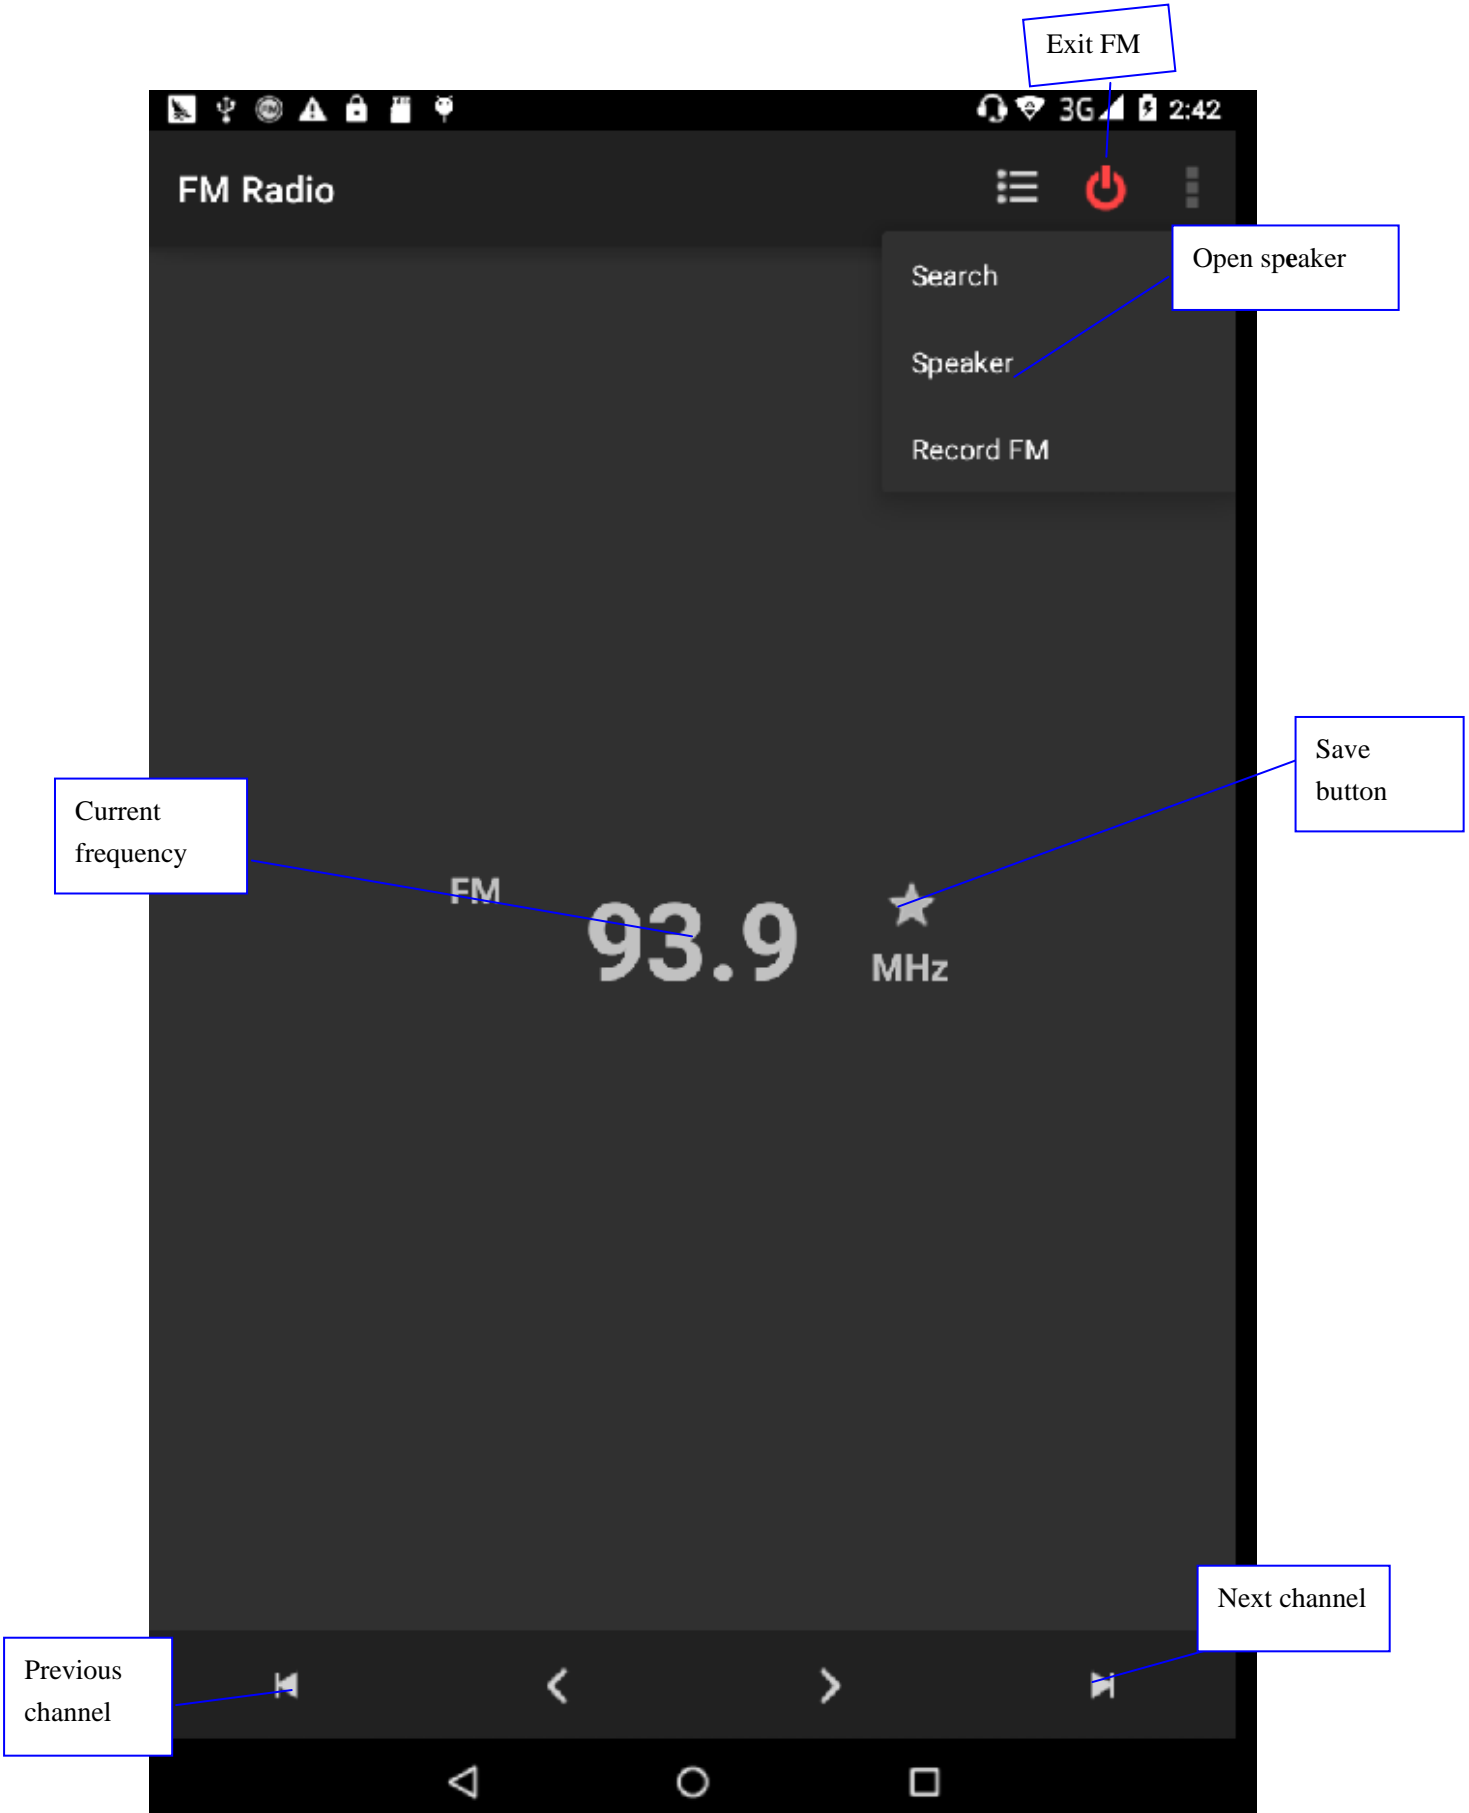 Exit FM
3G 2:42
FM Radio
Open speaker
Search
Speaker
Record FM
Save
button
Current
frequency
FM
93.9
MHz
Next channel
Previous
channel